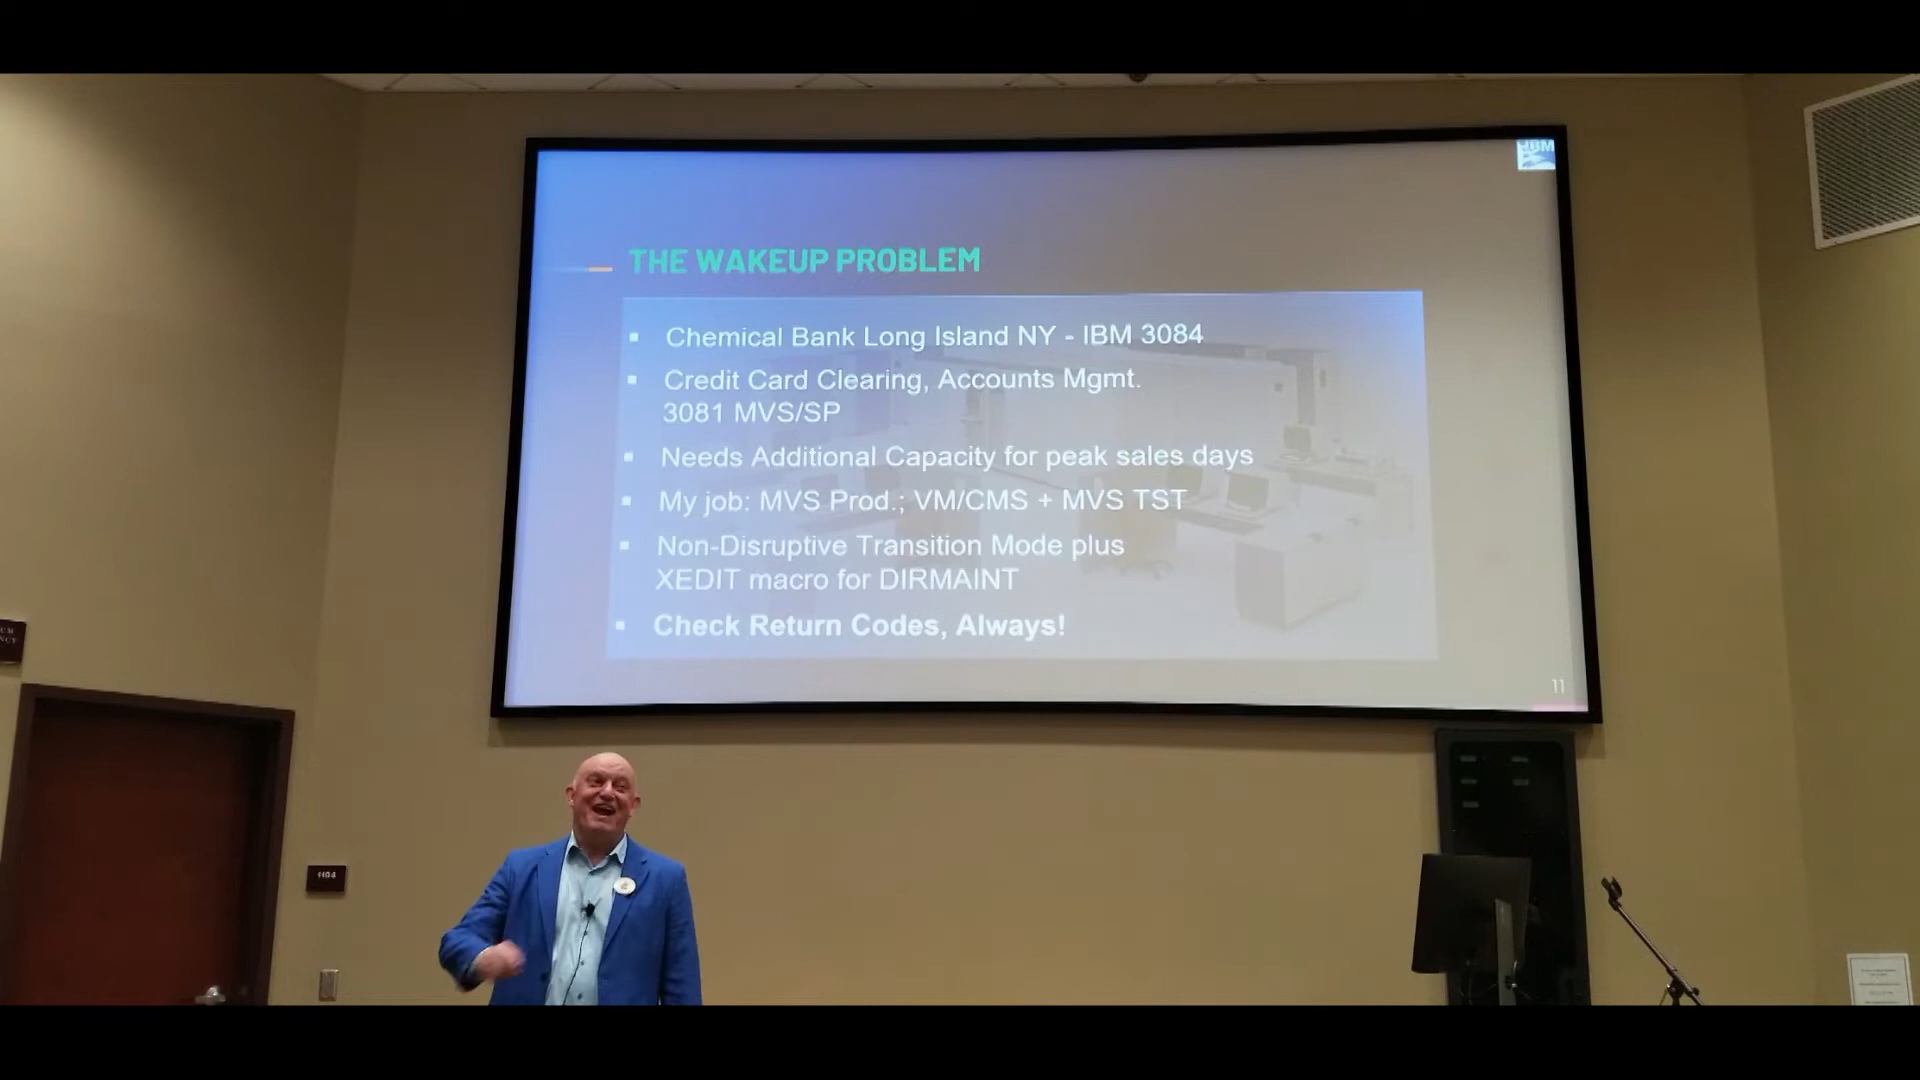 IBM
THE WAKEUP PROBLEM
▪ Chemical Bank Long Island NY - IBM 3084
▪ Credit Card Clearing, Accounts Mgmt.
3081 MVS/SP
▪ Needs Additional Capacity for peak sales days
▪ My job: MVS Prod.; VM/CMS + MVS TST
▪ Non-Disruptive Transition Mode plus
XEDIT macro for DIRMAINT
▪ Check Return Codes, Always!
11
1104